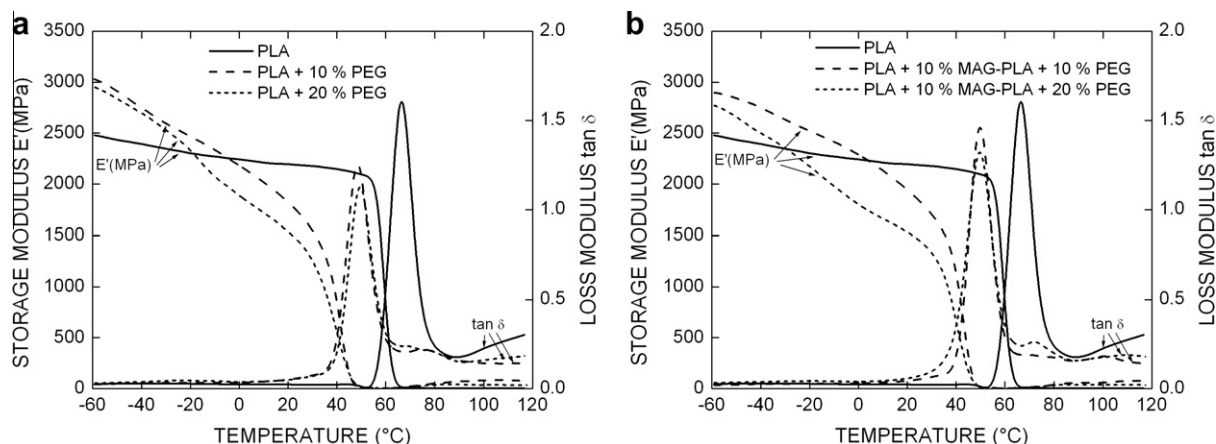 a
3500
3000
2500
2000
1500
1000
500
0
STORAGE MODULUS E'(MPa)
PLA
PLA + 10 % PEG
PLA + 20 % PEG
E'(MPa)
tan δ
2.0
1.5
1.0
0.5
0.0
LOSS MODULUS tan δ
-60 -40 -20 0 20 40 60 80 100 120
TEMPERATURE (°C)
b
3500
3000
2500
2000
1500
1000
500
0
STORAGE MODULUS E'(MPa)
PLA
PLA + 10 % MAG-PLA + 10 % PEG
PLA + 10 % MAG-PLA + 20 % PEG
E'(MPa)
tan δ
2.0
1.5
1.0
0.5
0.0
LOSS MODULUS tan δ
-60 -40 -20 0 20 40 60 80 100 120
TEMPERATURE (°C)